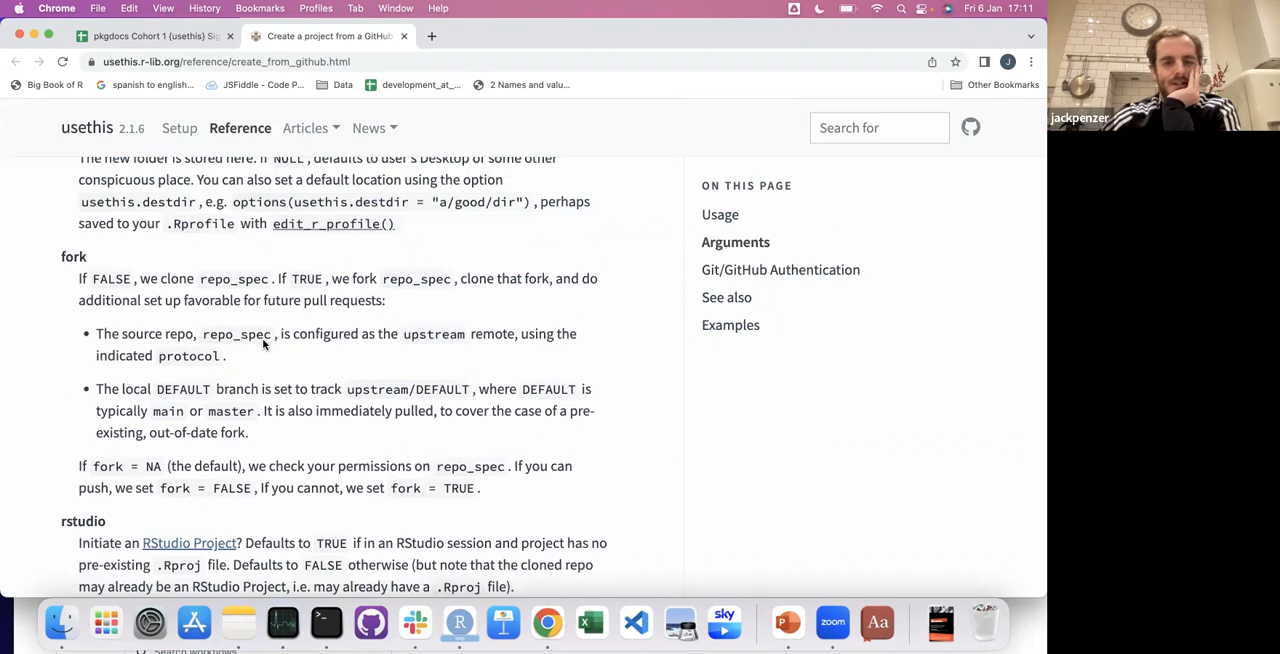 Chrome File Edit View History Bookmarks Profiles Tab Window Help Fri 6 Jan 17:11
pkgdocs Cohort 1 {usethis} Sig Create a project from a GitHub
usethis.r-lib.org/reference/create_from_github.html J
Big Book of R spanish to english... JSFiddle - Code P... Data development_at_... 2 Names and valu... Other Bookmarks
jackpenzer
usethis 2.1.6 Setup Reference Articles News Search for
The new folder is stored here. If NULL, defaults to user's Desktop or some other
conspicuous place. You can also set a default location using the option
usethis.destdir, e.g. options(usethis.destdir = "a/good/dir"), perhaps
saved to your .Rprofile with edit_r_profile()
fork
If FALSE, we clone repo_spec. If TRUE, we fork repo_spec, clone that fork, and do
additional set up favorable for future pull requests:
• The source repo, repo_spec, is configured as the upstream remote, using the
indicated protocol.
• The local DEFAULT branch is set to track upstream/DEFAULT, where DEFAULT is
typically main or master. It is also immediately pulled, to cover the case of a pre-
existing, out-of-date fork.
If fork = NA (the default), we check your permissions on repo_spec. If you can
push, we set fork = FALSE, If you cannot, we set fork = TRUE.
rstudio
Initiate an RStudio Project? Defaults to TRUE if in an RStudio session and project has no
pre-existing .Rproj file. Defaults to FALSE otherwise (but note that the cloned repo
may already be an RStudio Project, i.e. may already have a .Rproj file).
ON THIS PAGE
Usage
Arguments
Git/GitHub Authentication
See also
Examples
R X sky P zoom Aa
Search workflows